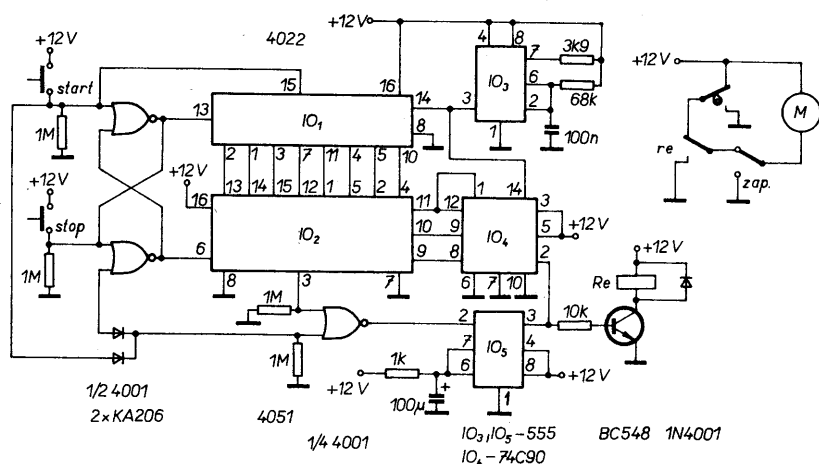 +12V
4022
+12V
start
1M
13
15
16
IO1
14
8
2 1 3 7 11 4 5 10
+12V
4 8
7
3k9
IO3
6
68k
3
2
1
100n
+12V
M
re
zap.
+12V
stop
1M
+12V
16
13 14 15 12 1 5 2 4
11
IO2
10
9
6
8
3
7
1
14
12
9
8
IO4
3
5
2
+12V
6 7 10
+12V
Re
1M
1M
2
3
7
6
IO5
4
8
1
10k
+12V
1k
+12V
100μ
+
1/2 4001
2×KA206
4051
1/4 4001
IO3,IO5-555
IO4-74C90
BC548
1N4001